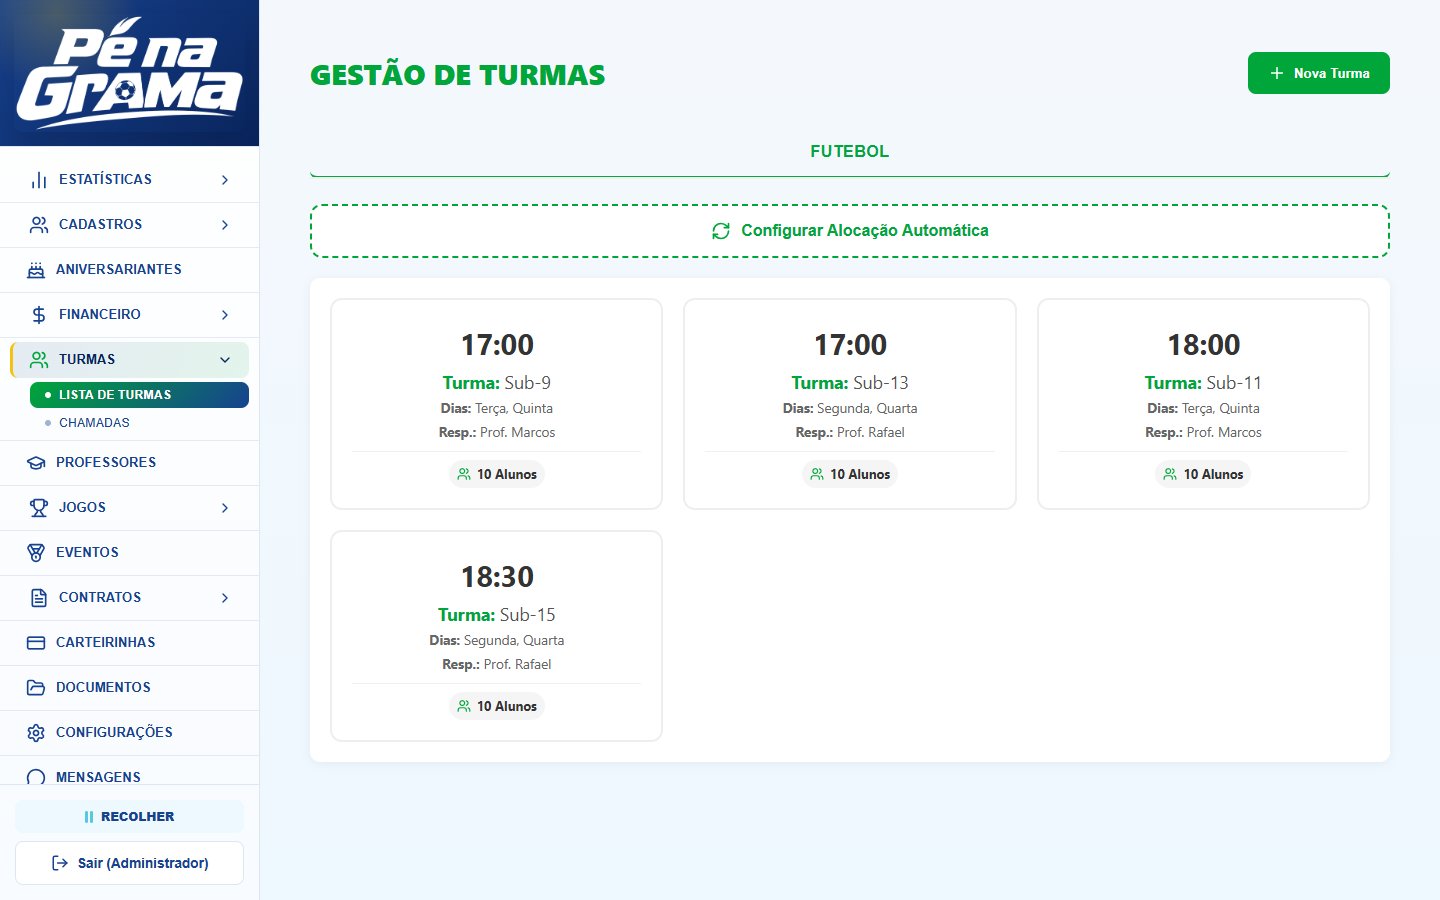 Pé na
GRAMA
ESTATÍSTICAS
CADASTROS
ANIVERSARIANTES
FINANCEIRO
TURMAS
LISTA DE TURMAS
CHAMADAS
PROFESSORES
JOGOS
EVENTOS
CONTRATOS
CARTEIRINHAS
DOCUMENTOS
CONFIGURAÇÕES
MENSAGENS
RECOLHER
Sair (Administrador)
GESTÃO DE TURMAS
Nova Turma
FUTEBOL
Configurar Alocação Automática
17:00
Turma: Sub-9
Dias: Terça, Quinta
Resp.: Prof. Marcos
10 Alunos
17:00
Turma: Sub-13
Dias: Segunda, Quarta
Resp.: Prof. Rafael
10 Alunos
18:00
Turma: Sub-11
Dias: Terça, Quinta
Resp.: Prof. Marcos
10 Alunos
18:30
Turma: Sub-15
Dias: Segunda, Quarta
Resp.: Prof. Rafael
10 Alunos